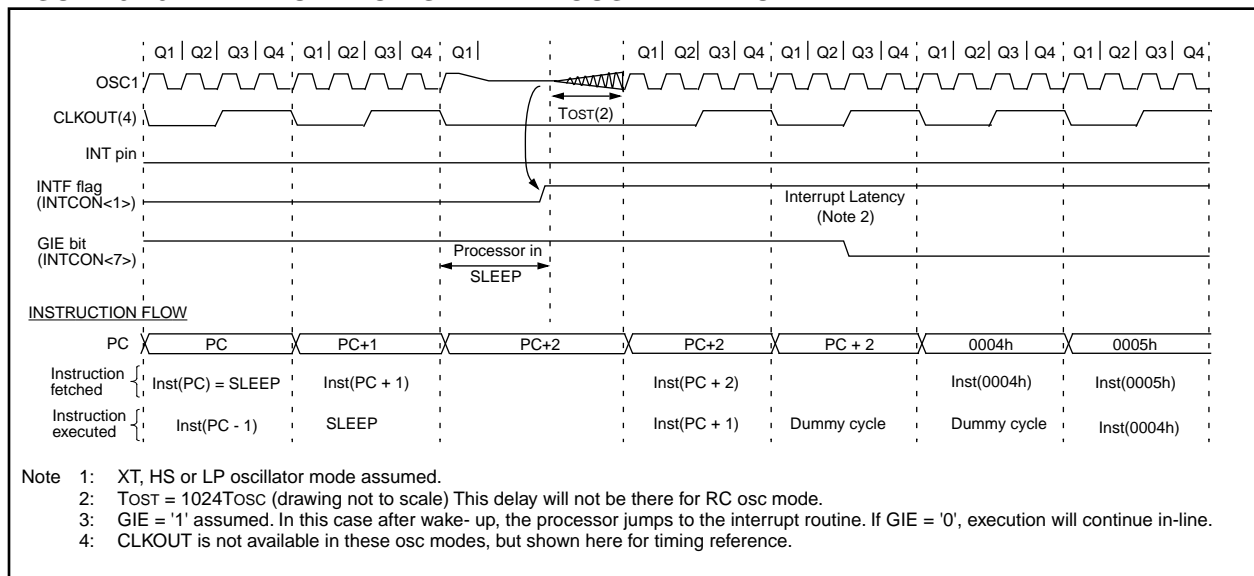 Q1 Q2 Q3 Q4 Q1 Q2 Q3 Q4 Q1 Q1 Q2 Q3 Q4 Q1 Q2 Q3 Q4 Q1 Q2 Q3 Q4 Q1 Q2 Q3 Q4
OSC1
TOST(2)
CLKOUT(4)
INT pin
INTF flag
(INTCON<1>)
Interrupt Latency
(Note 2)
GIE bit
(INTCON<7>)
Processor in
SLEEP
INSTRUCTION FLOW
PC PC PC+1 PC+2 PC+2 PC + 2 0004h 0005h
Instruction
fetched
Inst(PC) = SLEEP Inst(PC + 1) Inst(PC + 2) Inst(0004h) Inst(0005h)
Instruction
executed
Inst(PC - 1) SLEEP Inst(PC + 1) Dummy cycle Dummy cycle Inst(0004h)
Note 1: XT, HS or LP oscillator mode assumed.
2: TOST = 1024TOSC (drawing not to scale) This delay will not be there for RC osc mode.
3: GIE = '1' assumed. In this case after wake- up, the processor jumps to the interrupt routine. If GIE = '0', execution will continue in-line.
4: CLKOUT is not available in these osc modes, but shown here for timing reference.